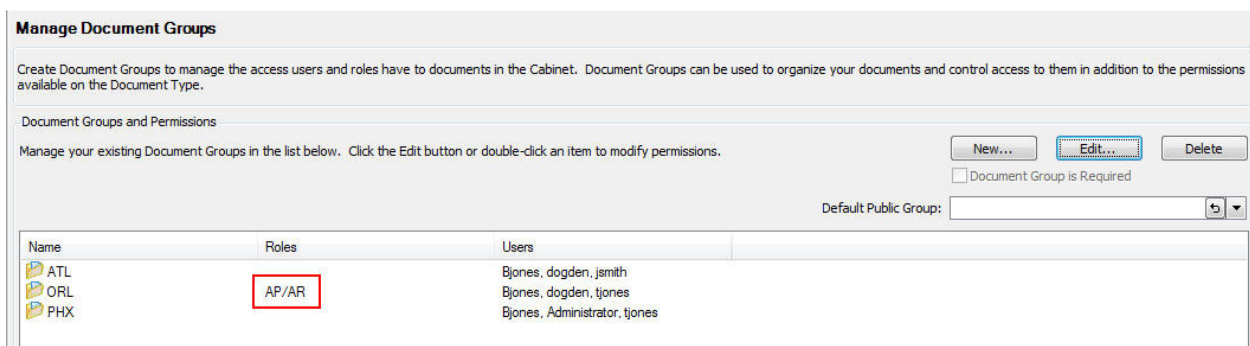 Manage Document Groups
Create Document Groups to manage the access users and roles have to documents in the Cabinet.  Document Groups can be used to organize your documents and control access to them in addition to the permissions
available on the Document Type.
Document Groups and Permissions
Manage your existing Document Groups in the list below.  Click the Edit button or double-click an item to modify permissions.
New... Edit... Delete
Document Group is Required
Default Public Group:
Name Roles Users
ATL Bjones, dogden, jsmith
ORL AP/AR Bjones, dogden, tjones
PHX Bjones, Administrator, tjones